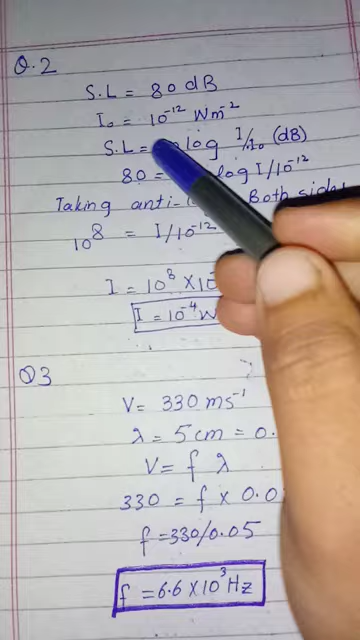 Q.2
S.L = 80 dB
I₀ = 10⁻¹² Wm⁻²
S.L = log I/I₀ (dB)
80 = log I/10⁻¹²
Taking anti- Both side
10⁸ = I/10⁻¹²
I = 10⁸ × 10
I = 10⁻⁴ W
Q3
V = 330 ms⁻¹
λ = 5 cm = 0.
V = f λ
330 = f × 0.0
f = 330/0.05
f = 6.6 × 10³ Hz